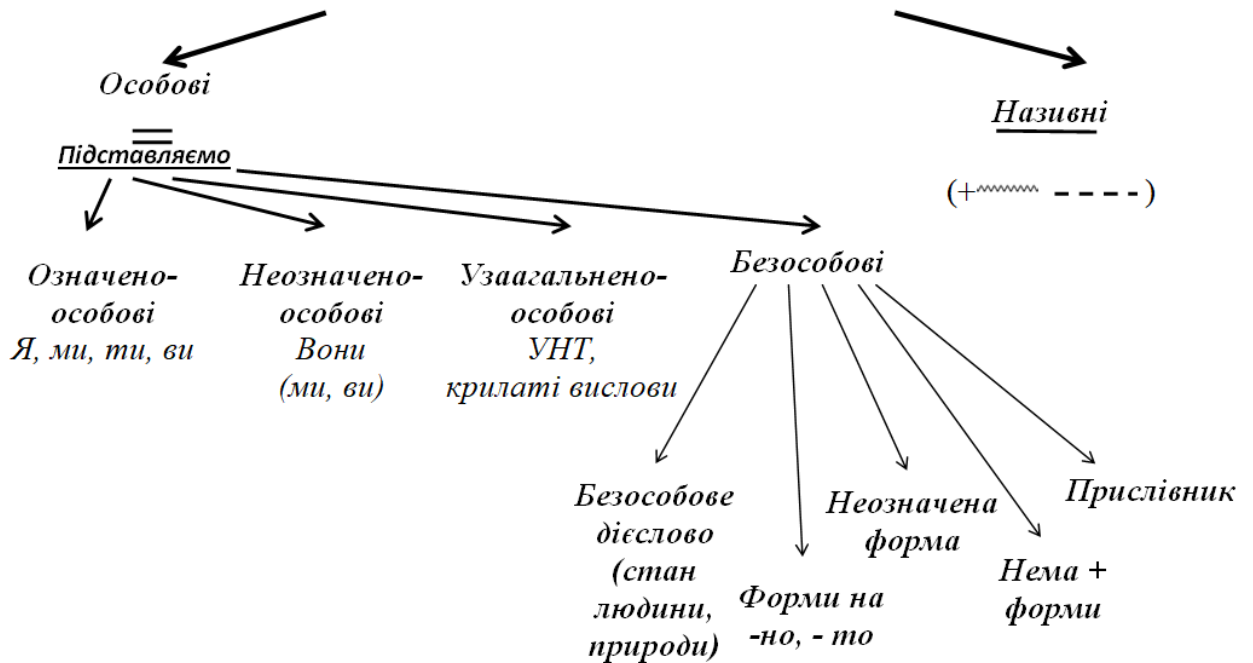 Особові
Називні
Підставляємо
(+ - - - -)
Означено-
особові
Я, ми, ти, ви
Неозначено-
особові
Вони
(ми, ви)
Узаагальнено-
особові
УНТ,
крилаті вислови
Безособові
Безособове
дієслово
(стан
людини,
природи)
Форми на
-но, - то
Неозначена
форма
Нема +
форми
Прислівник